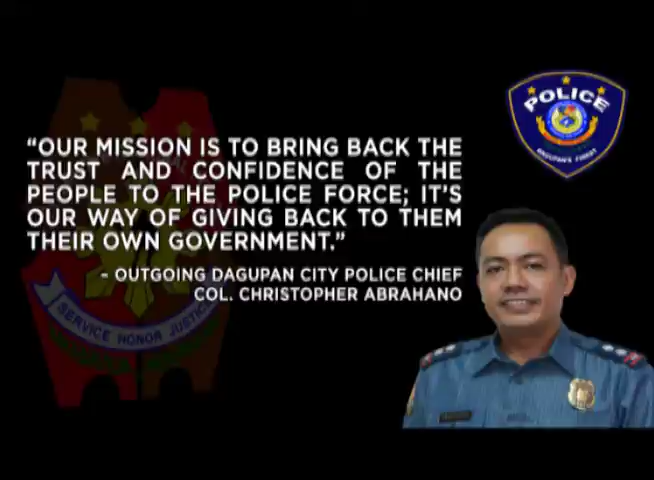 “OUR MISSION IS TO BRING BACK THE
TRUST AND CONFIDENCE OF THE
PEOPLE TO THE POLICE FORCE; IT’S
OUR WAY OF GIVING BACK TO THEM
THEIR OWN GOVERNMENT.”
- OUTGOING DAGUPAN CITY POLICE CHIEF
COL. CHRISTOPHER ABRAHANO
POLICE
DAGUPAN'S FINEST
SERVICE HONOR JUSTICE